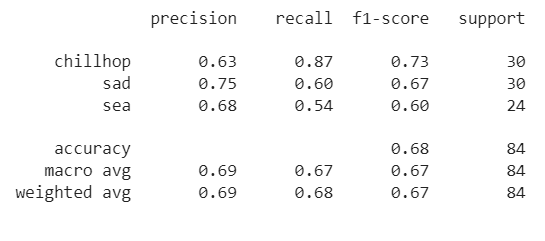 precision recall f1-score support
chillhop 0.63 0.87 0.73 30
sad 0.75 0.60 0.67 30
sea 0.68 0.54 0.60 24
accuracy 0.68 84
macro avg 0.69 0.67 0.67 84
weighted avg 0.69 0.68 0.67 84